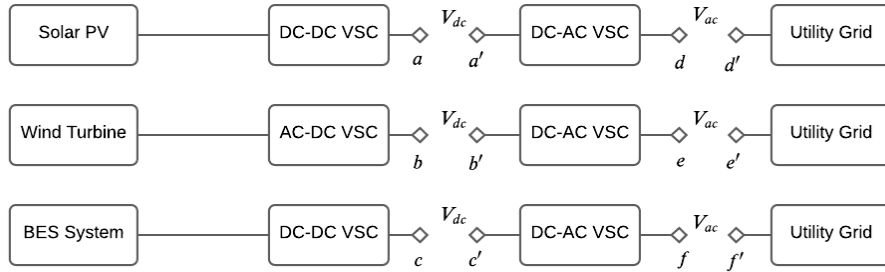 Solar PV DC-DC VSC a V_dc a′ DC-AC VSC d V_ac d′ Utility Grid
Wind Turbine AC-DC VSC b V_dc b′ DC-AC VSC e V_ac e′ Utility Grid
BES System DC-DC VSC c V_dc c′ DC-AC VSC f V_ac f′ Utility Grid